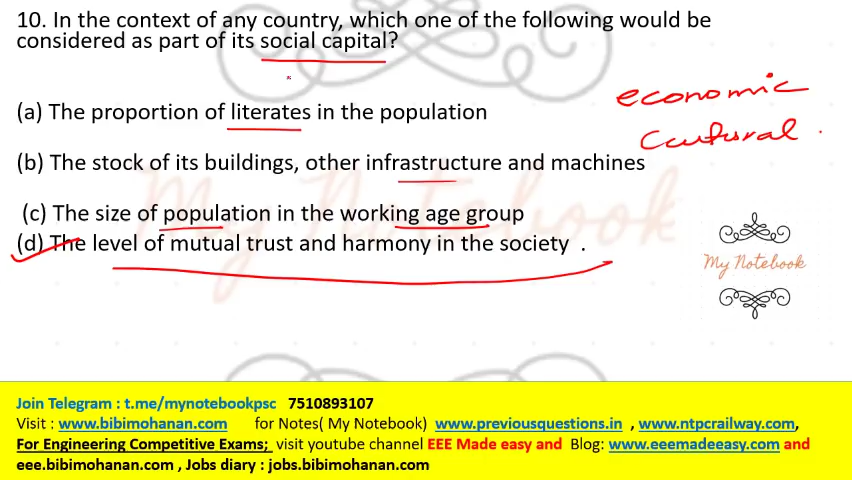 10. In the context of any country, which one of the following would be
considered as part of its social capital?
economic
(a) The proportion of literates in the population
Cultural
(b) The stock of its buildings, other infrastructure and machines
(c) The size of population in the working age group
(d) The level of mutual trust and harmony in the society .
My Notebook
My Notebook
Join Telegram : t.me/mynotebookpsc 7510893107
Visit : www.bibimohanan.com for Notes( My Notebook) www.previousquestions.in , www.ntpcrailway.com,
For Engineering Competitive Exams; visit youtube channel EEE Made easy and Blog: www.eeemadeeasy.com and
eee.bibimohanan.com , Jobs diary : jobs.bibimohanan.com